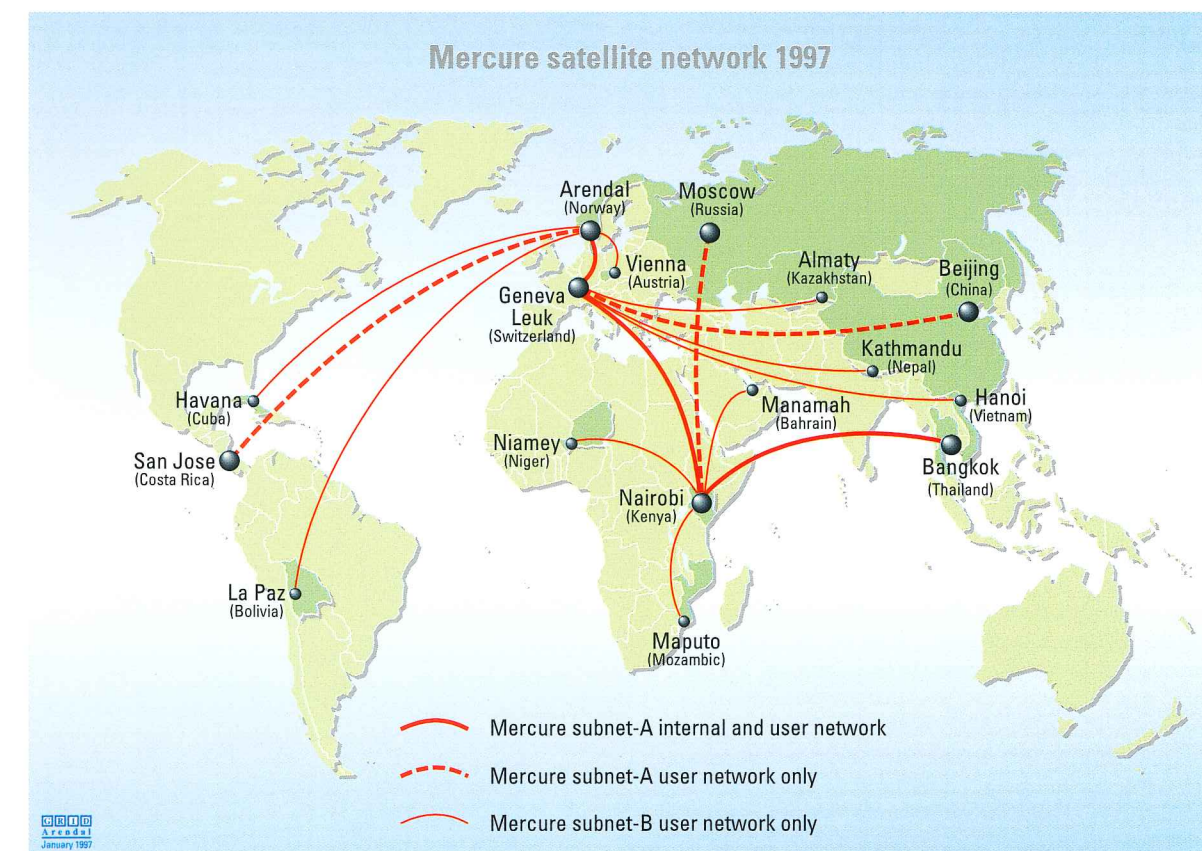 Mercure satellite network 1997
Arendal
(Norway)
Moscow
(Russia)
Vienna
(Austria)
Almaty
(Kazakhstan)
Beijing
(China)
Geneva
Leuk
(Switzerland)
Kathmandu
(Nepal)
Havana
(Cuba)
Manamah
(Bahrain)
Hanoi
(Vietnam)
San Jose
(Costa Rica)
Niamey
(Niger)
Bangkok
(Thailand)
Nairobi
(Kenya)
La Paz
(Bolivia)
Maputo
(Mozambic)
Mercure subnet-A internal and user network
Mercure subnet-A user network only
Mercure subnet-B user network only
GRID
Arendal
January 1997